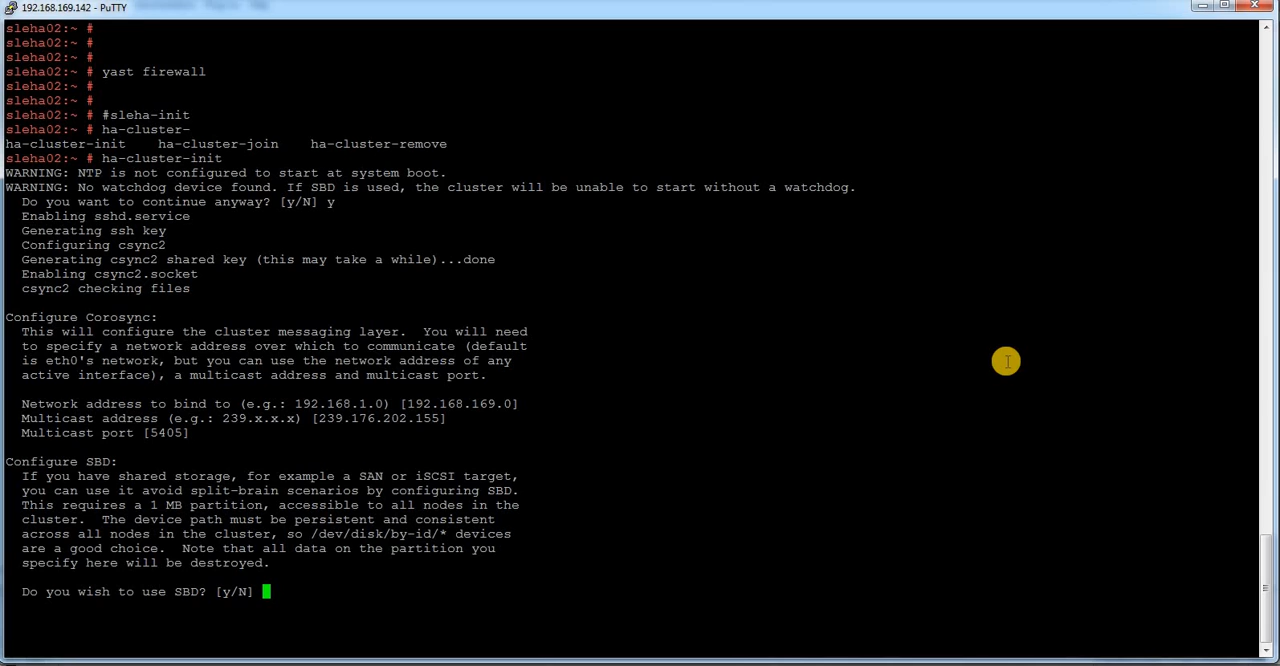 192.168.169.142 - PuTTY
sleha02:~ #
sleha02:~ #
sleha02:~ #
sleha02:~ # yast firewall
sleha02:~ #
sleha02:~ #
sleha02:~ # #sleha-init
sleha02:~ # ha-cluster-
ha-cluster-init    ha-cluster-join    ha-cluster-remove
sleha02:~ # ha-cluster-init
WARNING: NTP is not configured to start at system boot.
WARNING: No watchdog device found. If SBD is used, the cluster will be unable to start without a watchdog.
  Do you want to continue anyway? [y/N] y
  Enabling sshd.service
  Generating ssh key
  Configuring csync2
  Generating csync2 shared key (this may take a while)...done
  Enabling csync2.socket
  csync2 checking files
Configure Corosync:
  This will configure the cluster messaging layer.  You will need
  to specify a network address over which to communicate (default
  is eth0's network, but you can use the network address of any
  active interface), a multicast address and multicast port.
  Network address to bind to (e.g.: 192.168.1.0) [192.168.169.0]
  Multicast address (e.g.: 239.x.x.x) [239.176.202.155]
  Multicast port [5405]
Configure SBD:
  If you have shared storage, for example a SAN or iSCSI target,
  you can use it avoid split-brain scenarios by configuring SBD.
  This requires a 1 MB partition, accessible to all nodes in the
  cluster.  The device path must be persistent and consistent
  across all nodes in the cluster, so /dev/disk/by-id/* devices
  are a good choice.  Note that all data on the partition you
  specify here will be destroyed.
  Do you wish to use SBD? [y/N]